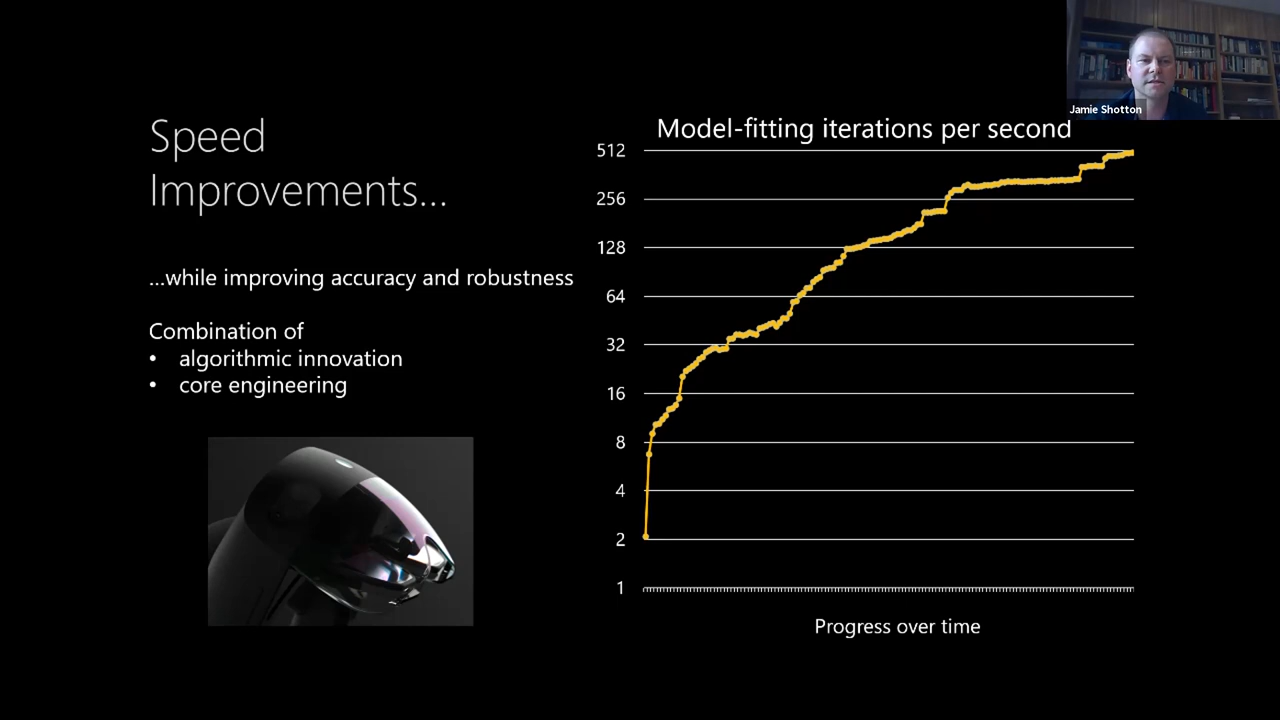 Jamie Shotton
Speed
Improvements...
...while improving accuracy and robustness
Combination of
• algorithmic innovation
• core engineering
Model-fitting iterations per second
512
256
128
64
32
16
8
4
2
1
Progress over time